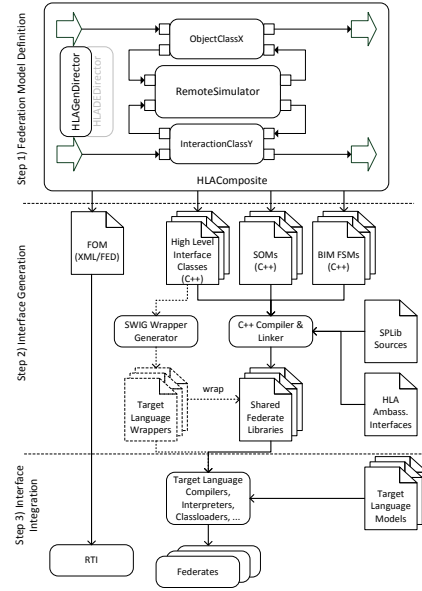 Step 1) Federation Model Definition
HLAGenDirector
HLADEDirector
ObjectClassX
RemoteSimulator
InteractionClassY
HLAComposite
Step 2) Interface Generation
FOM
(XML/FED)
High Level
Interface
Classes
(C++)
SOMs
(C++)
BIM FSMs
(C++)
SWIG Wrapper
Generator
C++ Compiler &
Linker
SPLib
Sources
Target
Language
Wrappers
wrap
Shared
Federate
Libraries
HLA
Ambass.
Interfaces
Step 3) Interface
Integration
Target Language
Compilers,
Interpreters,
Classloaders, ...
Target
Language
Models
RTI
Federates